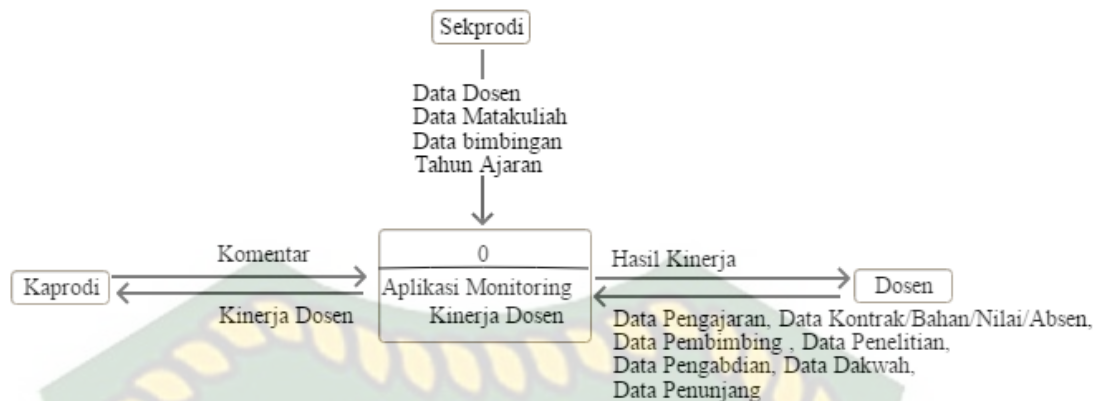 Sekprodi
Data Dosen
Data Matakuliah
Data bimbingan
Tahun Ajaran
Komentar
0
Hasil Kinerja
Kaprodi
Aplikasi Monitoring
Kinerja Dosen
Dosen
Kinerja Dosen
Data Pengajaran, Data Kontrak/Bahan/Nilai/Absen,
Data Pembimbing , Data Penelitian,
Data Pengabdian, Data Dakwah,
Data Penunjang